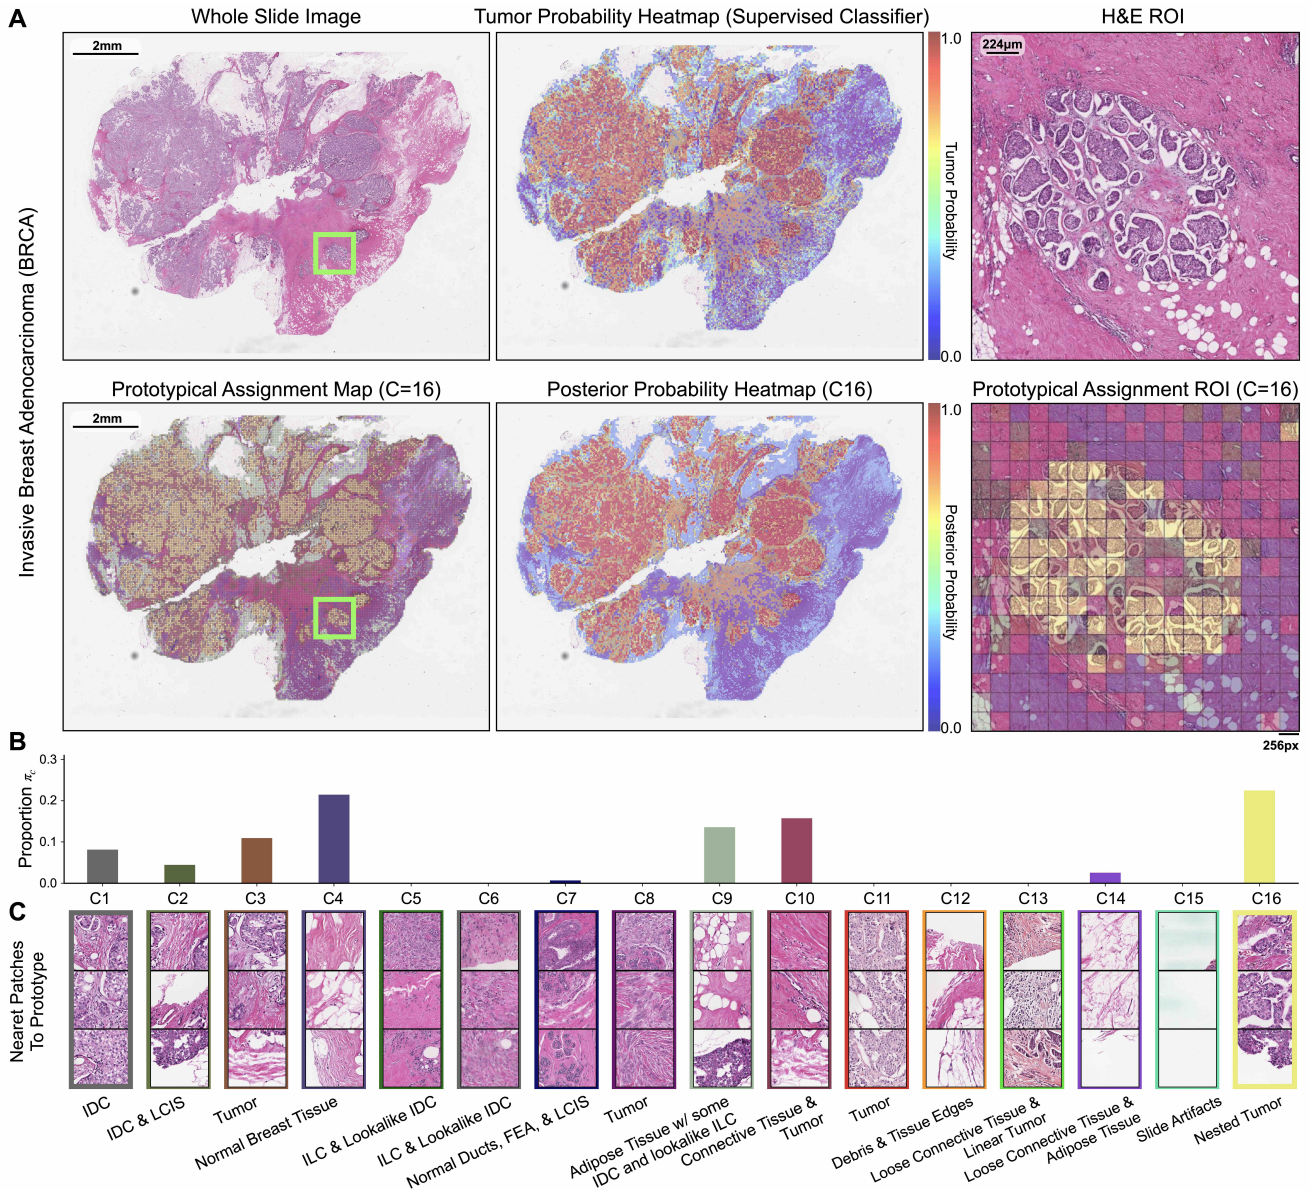 A
Whole Slide Image
Tumor Probability Heatmap (Supervised Classifier)
H&E ROI
2mm
1.0
Tumor Probability
0.0
224μm
Invasive Breast Adenocarcinoma (BRCA)
Prototypical Assignment Map (C=16)
Posterior Probability Heatmap (C16)
Prototypical Assignment ROI (C=16)
2mm
1.0
Posterior Probability
0.0
256px
B
Proportion π_c
0.3
0.2
0.1
0.0
C1 C2 C3 C4 C5 C6 C7 C8 C9 C10 C11 C12 C13 C14 C15 C16
C
Nearet Patches
To Prototype
IDC
IDC & LCIS
Tumor
Normal Breast Tissue
ILC & Lookalike IDC
ILC & Lookalike IDC
Normal Ducts, FEA, & LCIS
Tumor
Adipose Tissue w/ some
IDC and lookalike ILC
Connective Tissue &
Tumor
Tumor
Debris & Tissue Edges
Loose Connective Tissue &
Linear Tumor
Loose Connective Tissue &
Adipose Tissue
Slide Artifacts
Nested Tumor